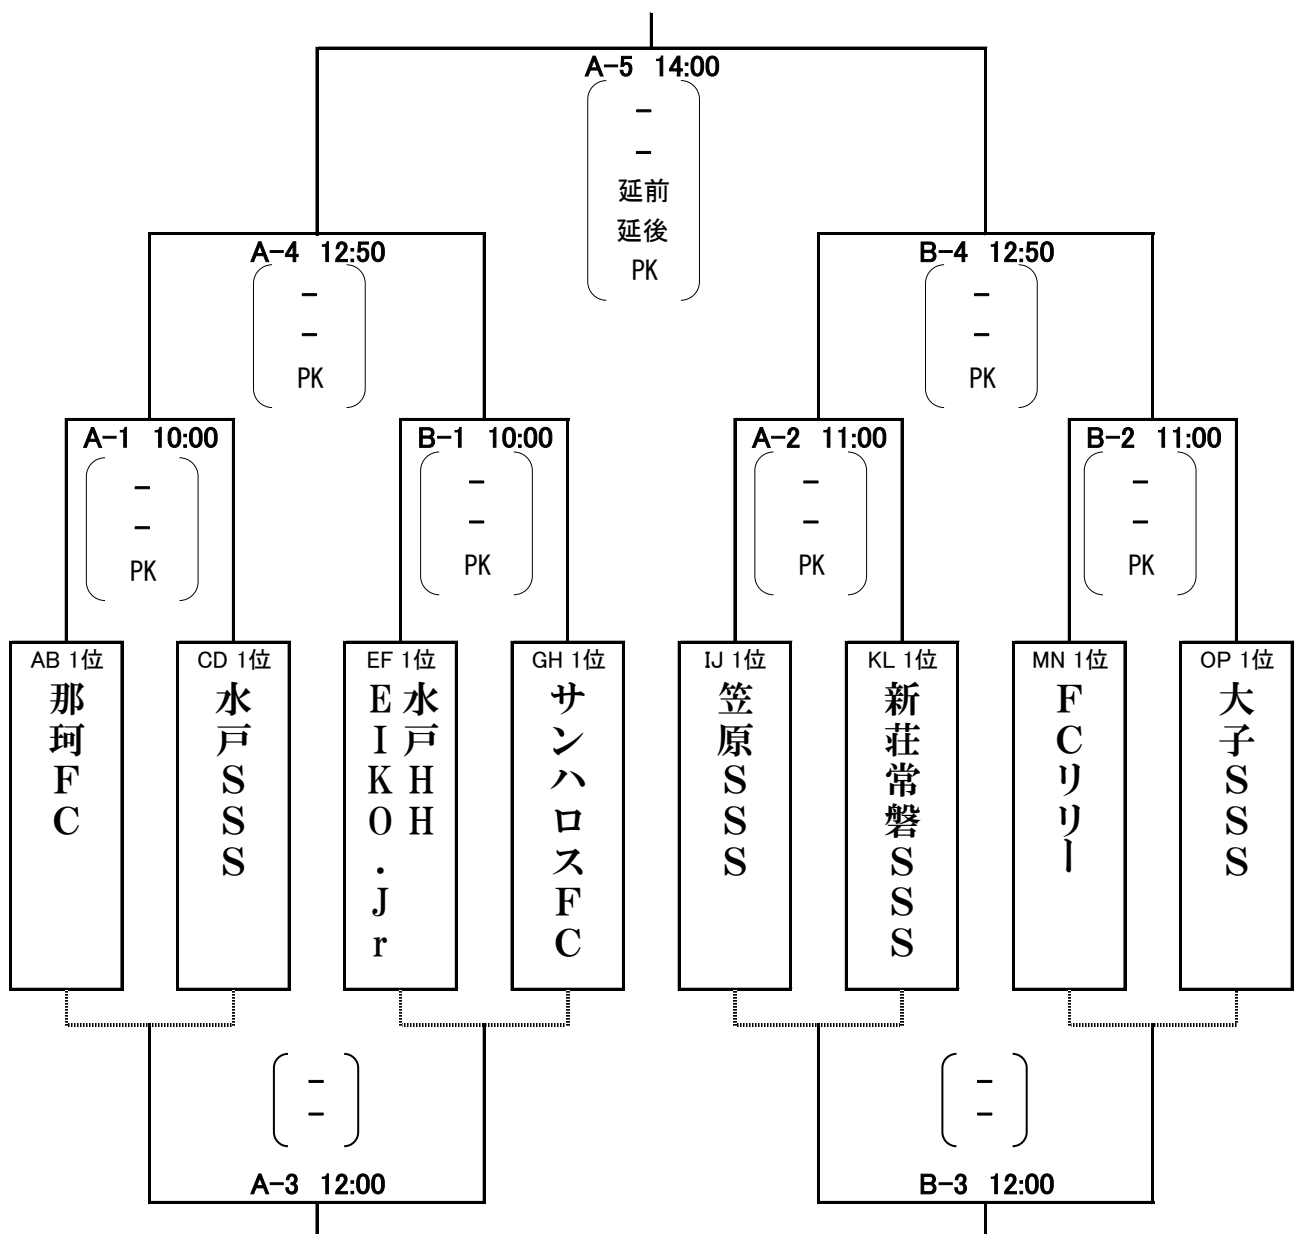 A-5 14:00
-
-
延前
延後
PK
A-4 12:50
-
-
PK
B-4 12:50
-
-
PK
A-1 10:00
-
-
PK
B-1 10:00
-
-
PK
A-2 11:00
-
-
PK
B-2 11:00
-
-
PK
AB 1位
那珂FC
CD 1位
水戸SSS
EF 1位
水戸HH
EIKO.Jr
GH 1位
サンハロスFC
IJ 1位
笠原SSS
KL 1位
新荘常磐SSS
MN 1位
FCリリー
OP 1位
大子SSS
-
-
A-3 12:00
-
-
B-3 12:00